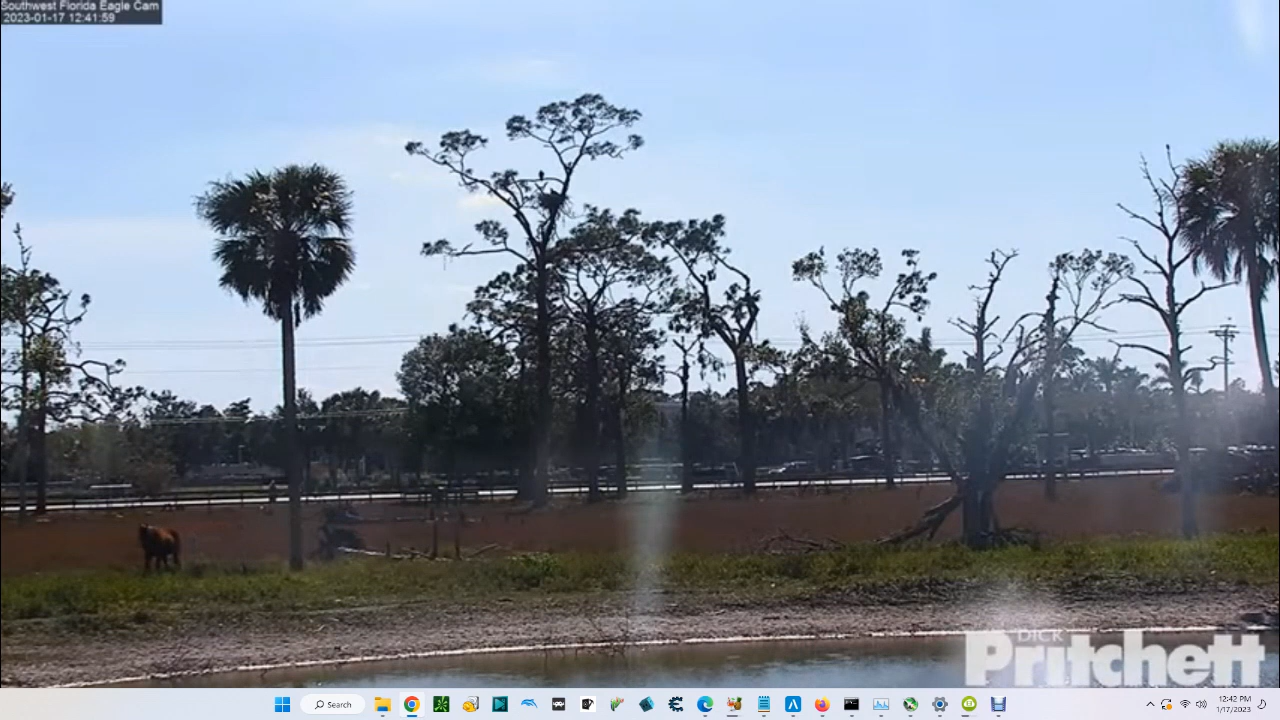 Southwest Florida Eagle Cam
2023-01-17 12:41:59
DICK
Pritchett
Search
12:42 PM
1/17/2023